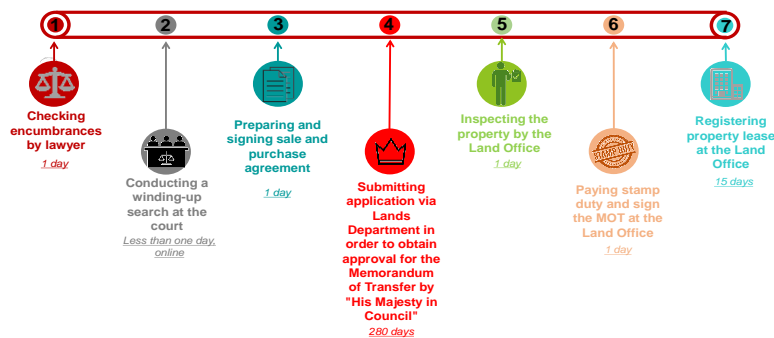 1
2
3
4
5
6
7
Checking
encumbrances
by lawyer
1 day
Conducting a
winding-up
search at the
court
Less than one day,
online
Preparing and
signing sale and
purchase
agreement
1 day
Submitting
application via
Lands
Department in
order to obtain
approval for the
Memorandum
of Transfer by
"His Majesty in
Council"
280 days
Inspecting the
property by the
Land Office
1 day
STAMP DUTY
Paying stamp
duty and sign
the MOT at the
Land Office
1 day
Registering
property lease
at the Land
Office
15 days